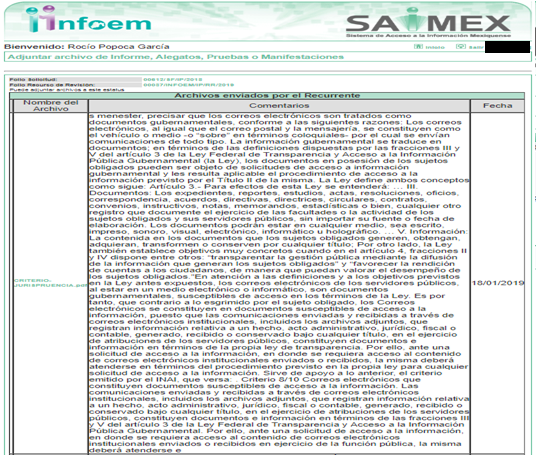 infoem
SAIMEX
Sistema de Acceso a la Información Mexiquense
Bienvenido: Rocío Popoca García
Inicio Salir
Adjuntar archivo de Informe, Alegatos, Pruebas o Manifestaciones
Folio Solicitud:
Folio Recurso de Revisión:
Puede adjuntar archivos a este estatus
Archivos enviados por el Recurrente
Nombre del Archivo Comentarios Fecha
s menester, precisar que los correos electrónicos son tratados como
documentos gubernamentales, conforme a las siguientes razones: Los correos
electrónicos, al igual que el correo postal y la mensajería, se constituyen como
el vehículo o medio -o "sobre" en términos coloquiales- por el cual se envían
comunicaciones de todo tipo. La información gubernamental se traduce en
documentos; en términos de las definiciones dispuestas por las fracciones III y
V del artículo 3 de la Ley Federal de Transparencia y Acceso a la Información
Pública Gubernamental (la Ley), los documentos en posesión de los sujetos
obligados pueden ser objeto de solicitudes de acceso a información
gubernamental y les resulta aplicable el procedimiento de acceso a la
información previsto por el Título II de la misma. La Ley define ambos conceptos
como sigue: Artículo 3.- Para efectos de esta Ley se entenderá: ... III.
Documentos: Los expedientes, reportes, estudios, actas, resoluciones, oficios,
correspondencia, acuerdos, directivas, directrices, circulares, contratos,
convenios, instructivos, notas, memorandos, estadísticas o bien, cualquier otro
registro que documente el ejercicio de las facultades o la actividad de los
sujetos obligados y sus servidores públicos, sin importar su fuente o fecha de
elaboración. Los documentos podrán estar en cualquier medio, sea escrito,
impreso, sonoro, visual, electrónico, informático u holográfico. ... V. Información:
La contenida en los documentos que los sujetos obligados generen, obtengan,
adquieran, transformen o conserven por cualquier título; Por otro lado, la Ley
también establece objetivos muy concretos cuando en el artículo 4, fracciones II
y IV dispone entre otros: "transparentar la gestión pública mediante la difusión
de la información que generan los sujetos obligados" y "favorecer la rendición
de cuentas a los ciudadanos, de manera que puedan valorar el desempeño de
los sujetos obligados."En atención a las definiciones y a los objetivos previstos
en la Ley antes expuestos, los correos electrónicos de los servidores públicos,
CRITERIO-JURISPRUENCIA.pdf al estar en un medio electrónico o informático, son documentos 18/01/2019
gubernamentales, susceptibles de acceso en los términos de la Ley. Es por
tanto, que contrario a lo esgrimido por el sujeto obligado, los Correos
electrónicos se constituyen en documentos susceptibles de acceso a la
información, puesto que las comunicaciones enviadas y recibidas a través de
correos electrónicos institucionales, incluidos los archivos adjuntos, que
registran información relativa a un hecho, acto administrativo, jurídico, fiscal o
contable, generado, recibido o conservado bajo cualquier título, en el ejercicio
de atribuciones de los servidores públicos, constituyen documentos e
información en términos de la propia ley de transparencia. Por ello, ante una
solicitud de acceso a la información, en donde se requiera acceso al contenido
de correos electrónicos institucionales enviados o recibidos, la misma deberá
atenderse en términos del procedimiento previsto en la propia ley para cualquier
solicitud de acceso a la información. Sirve de apoyo a lo anterior, el criterio
emitido por el INAI, que versa: . Criterio 8/10 Correos electrónicos que
constituyen documentos susceptibles de acceso a la información. Las
comunicaciones enviadas y recibidas a través de correos electrónicos
institucionales, incluidos los archivos adjuntos, que registran información relativa
a un hecho, acto administrativo, jurídico, fiscal o contable, generado, recibido o
conservado bajo cualquier título, en el ejercicio de atribuciones de los servidores
públicos, constituyen documentos e información en términos de las fracciones III
y V del artículo 3 de la Ley Federal de Transparencia y Acceso a la Información
Pública Gubernamental. Por ello, ante una solicitud de acceso a la información,
en donde se requiera acceso al contenido de correos electrónicos
institucionales enviados o recibidos en ejercicio de la función pública, la misma
deberá atenderse e